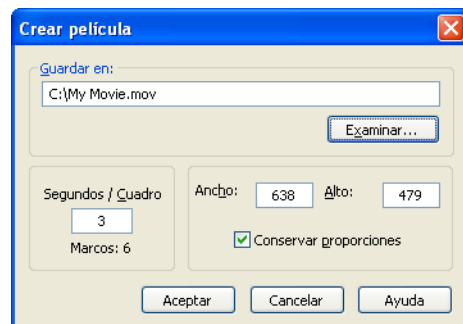 Crear película
Guardar en:
C:\My Movie.mov
Examinar...
Segundos / Cuadro
3
Marcos: 6
Ancho: 638 Alto: 479
Conservar proporciones
Aceptar Cancelar Ayuda